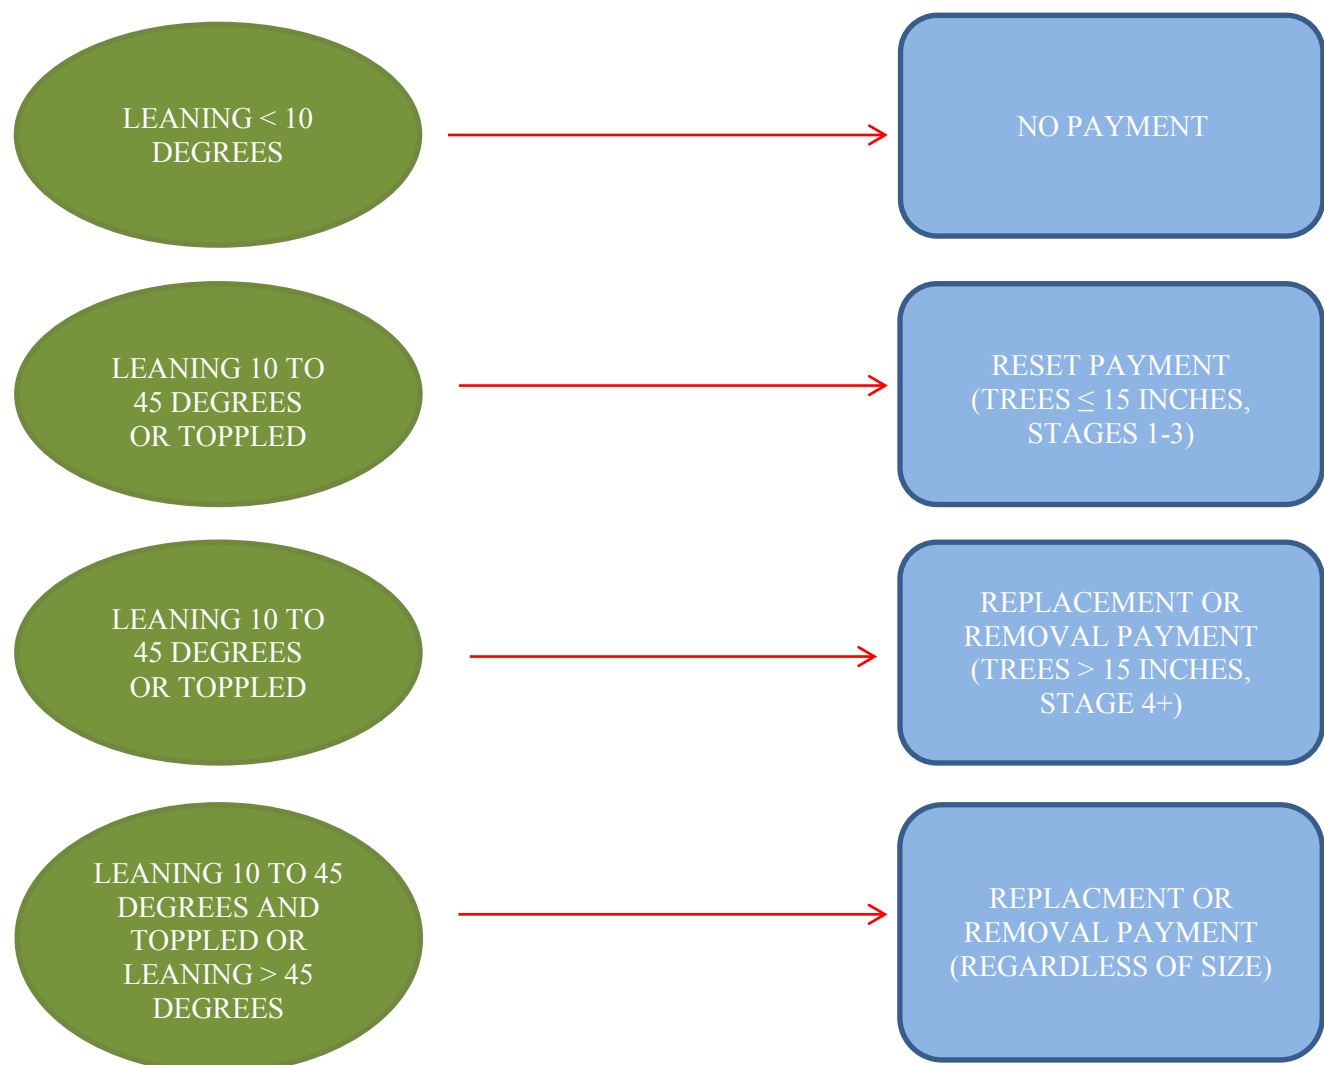 LEANING < 10
DEGREES
NO PAYMENT
LEANING 10 TO
45 DEGREES
OR TOPPLED
RESET PAYMENT
(TREES ≤ 15 INCHES,
STAGES 1-3)
LEANING 10 TO
45 DEGREES
OR TOPPLED
REPLACEMENT OR
REMOVAL PAYMENT
(TREES > 15 INCHES,
STAGE 4+)
LEANING 10 TO 45
DEGREES AND
TOPPLED OR
LEANING > 45
DEGREES
REPLACMENT OR
REMOVAL PAYMENT
(REGARDLESS OF SIZE)